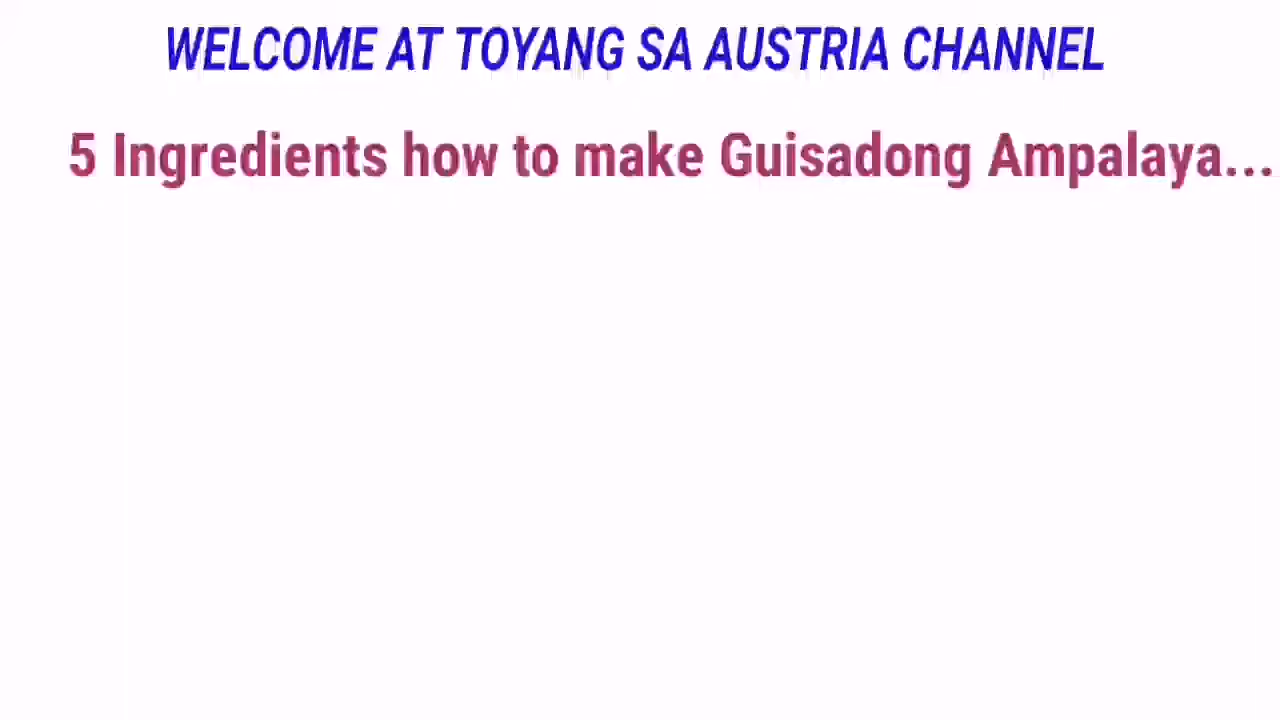 WELCOME AT TOYANG SA AUSTRIA CHANNEL
5 Ingredients how to make Guisadong Ampalaya...